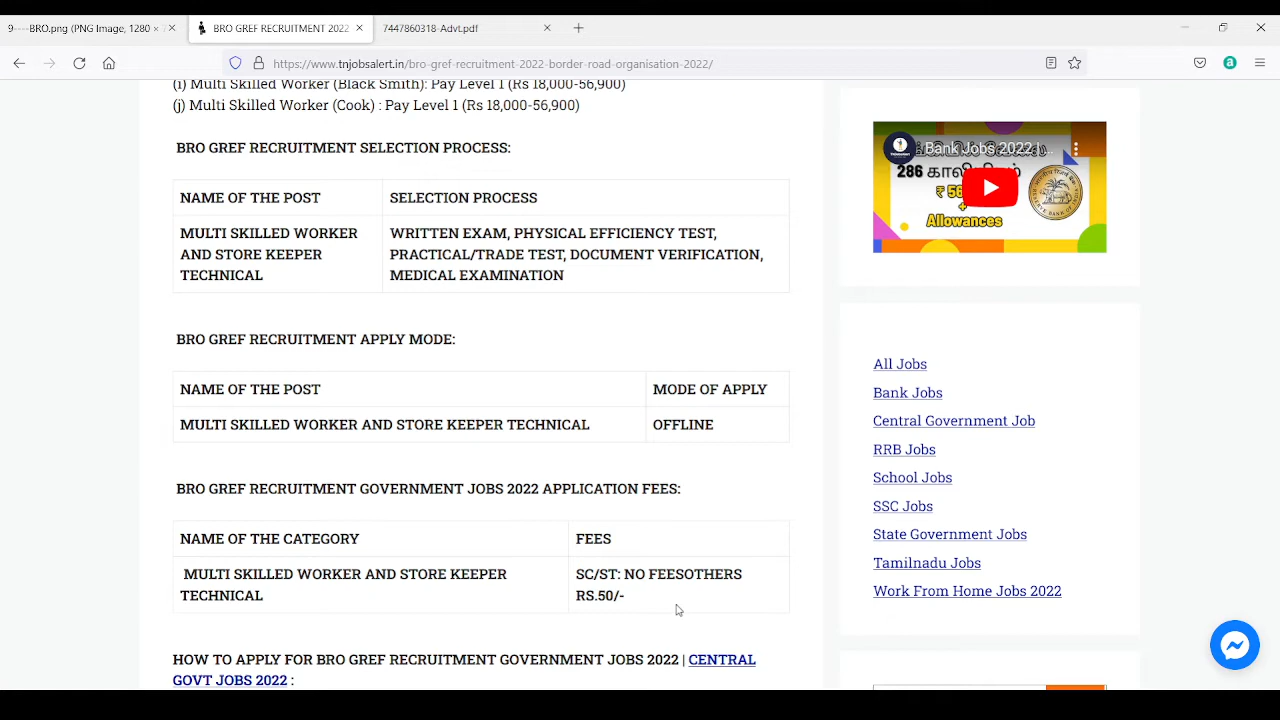 9----BRO.png (PNG Image, 1280 × 7
BRO GREF RECRUITMENT 2022
7447860318-Advt.pdf
https://www.tnjobsalert.in/bro-gref-recruitment-2022-border-road-organisation-2022/
(i) Multi Skilled Worker (Black Smith): Pay Level 1 (Rs 18,000-56,900)
(j) Multi Skilled Worker (Cook) : Pay Level 1 (Rs 18,000-56,900)
BRO GREF RECRUITMENT SELECTION PROCESS:
NAME OF THE POST
SELECTION PROCESS
MULTI SKILLED WORKER
AND STORE KEEPER
TECHNICAL
WRITTEN EXAM, PHYSICAL EFFICIENCY TEST,
PRACTICAL/TRADE TEST, DOCUMENT VERIFICATION,
MEDICAL EXAMINATION
BRO GREF RECRUITMENT APPLY MODE:
NAME OF THE POST
MODE OF APPLY
MULTI SKILLED WORKER AND STORE KEEPER TECHNICAL
OFFLINE
BRO GREF RECRUITMENT GOVERNMENT JOBS 2022 APPLICATION FEES:
NAME OF THE CATEGORY
FEES
MULTI SKILLED WORKER AND STORE KEEPER
TECHNICAL
SC/ST: NO FEESOTHERS
RS.50/-
HOW TO APPLY FOR BRO GREF RECRUITMENT GOVERNMENT JOBS 2022 | CENTRAL
GOVT JOBS 2022 :
Bank Jobs 2022 |...
286
Allowances
All Jobs
Bank Jobs
Central Government Job
RRB Jobs
School Jobs
SSC Jobs
State Government Jobs
Tamilnadu Jobs
Work From Home Jobs 2022